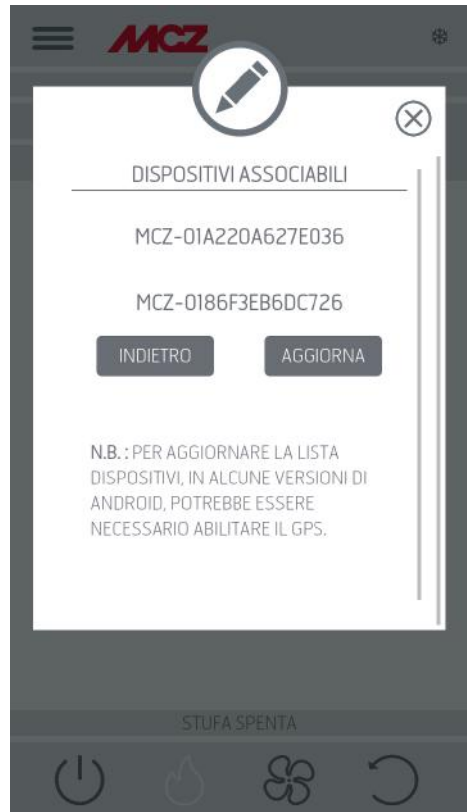 MCZ
DISPOSITIVI ASSOCIABILI
MCZ-01A220A627E036
MCZ-0186F3EB6DC726
INDIETRO
AGGIORNA
N.B. : PER AGGIORNARE LA LISTA
DISPOSITIVI, IN ALCUNE VERSIONI DI
ANDROID, POTREBBE ESSERE
NECESSARIO ABILITARE IL GPS.
STUFA SPENTA